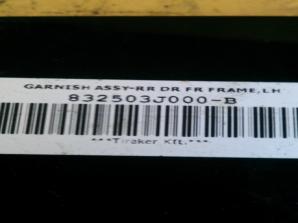 GARNISH ASSY-RR DR FR FRAME,LH
832503J000-B
***Tiraker Kft.***